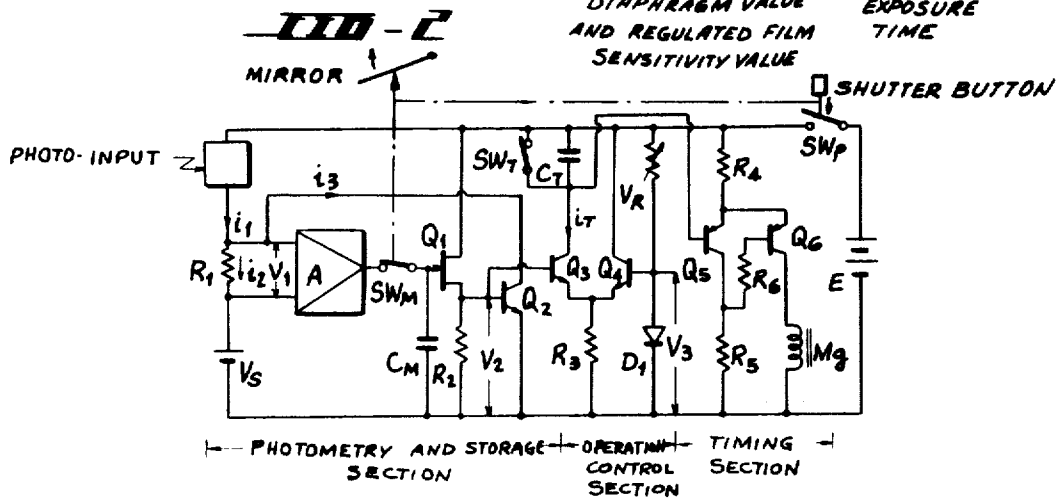 DIAPHRAGM VALUE
AND REGULATED FILM
SENSITIVITY VALUE
EXPOSURE
TIME
MIRROR
SHUTTER BUTTON
PHOTO-INPUT
SWT
CT
SWP
R4
i3
VR
i1
iT
Q1
R1
i2
V1
A
SWM
Q3
Q4
Q5
Q6
R6
E
Q2
VS
CM
R2
V2
R3
D1
V3
R5
Mg
PHOTOMETRY AND STORAGE
SECTION
OPERATION
CONTROL
SECTION
TIMING
SECTION